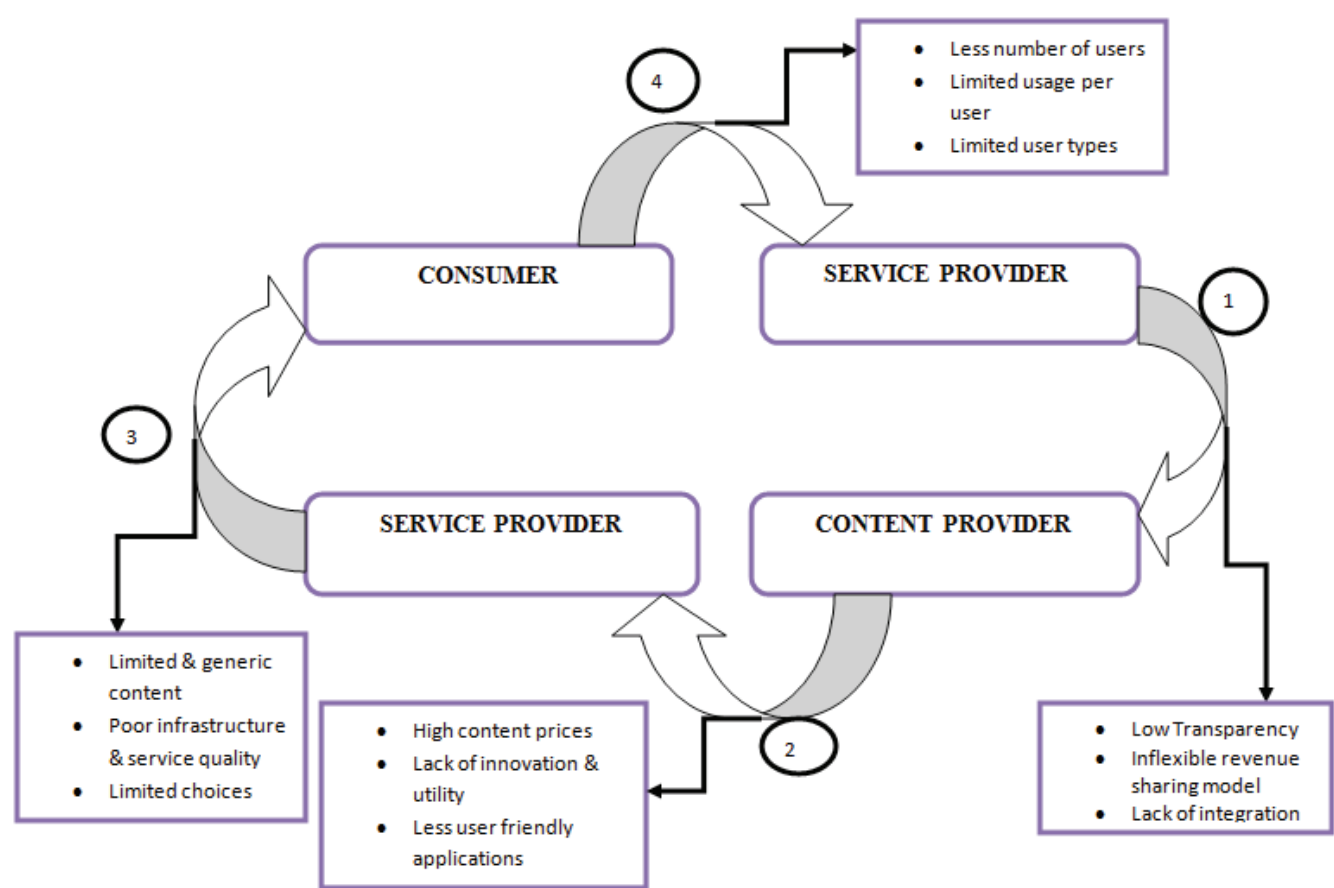 4
• Less number of users
• Limited usage per
user
• Limited user types
CONSUMER
SERVICE PROVIDER
1
3
SERVICE PROVIDER
CONTENT PROVIDER
• Limited & generic
content
• Poor infrastructure
& service quality
• Limited choices
• High content prices
• Lack of innovation &
utility
• Less user friendly
applications
2
• Low Transparency
• Inflexible revenue
sharing model
• Lack of integration